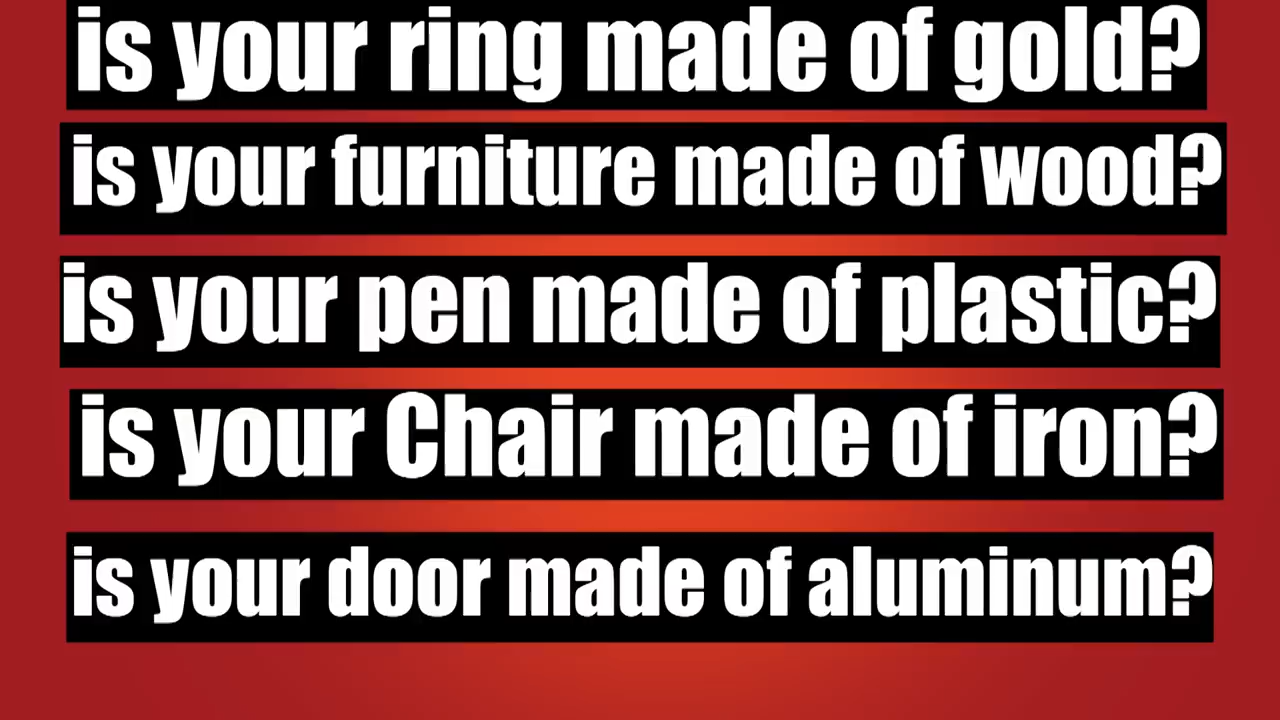 is your ring made of gold?
is your furniture made of wood?
is your pen made of plastic?
is your Chair made of iron?
is your door made of aluminum?